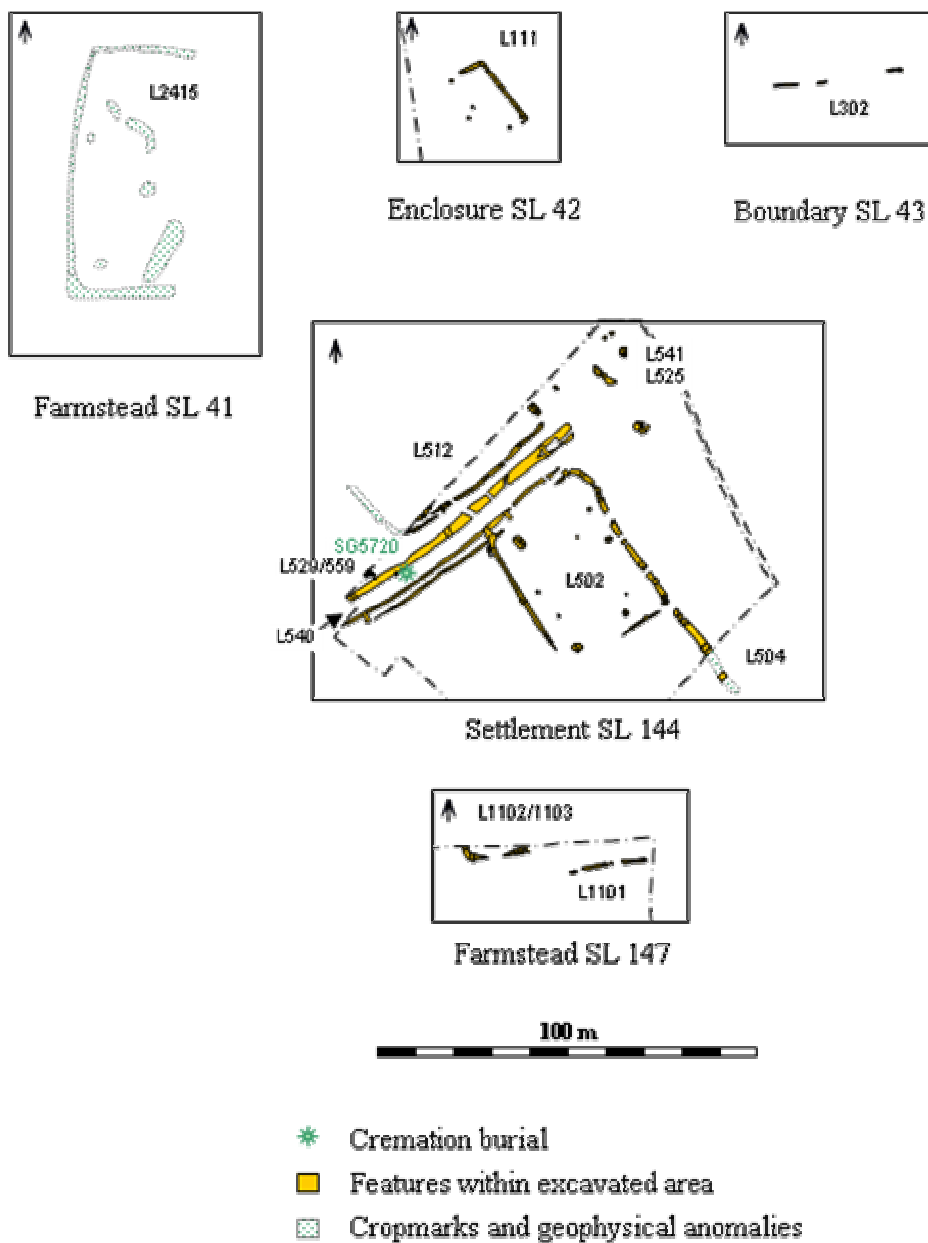 L2415
Farmstead SL 41
L111
Enclosure SL 42
L302
Boundary SL 43
L541
L525
L512
SG5720
L529/559
L502
L540
L504
Settlement SL 144
L1102/1103
L1101
Farmstead SL 147
100 m
Cremation burial
Features within excavated area
Cropmarks and geophysical anomalies